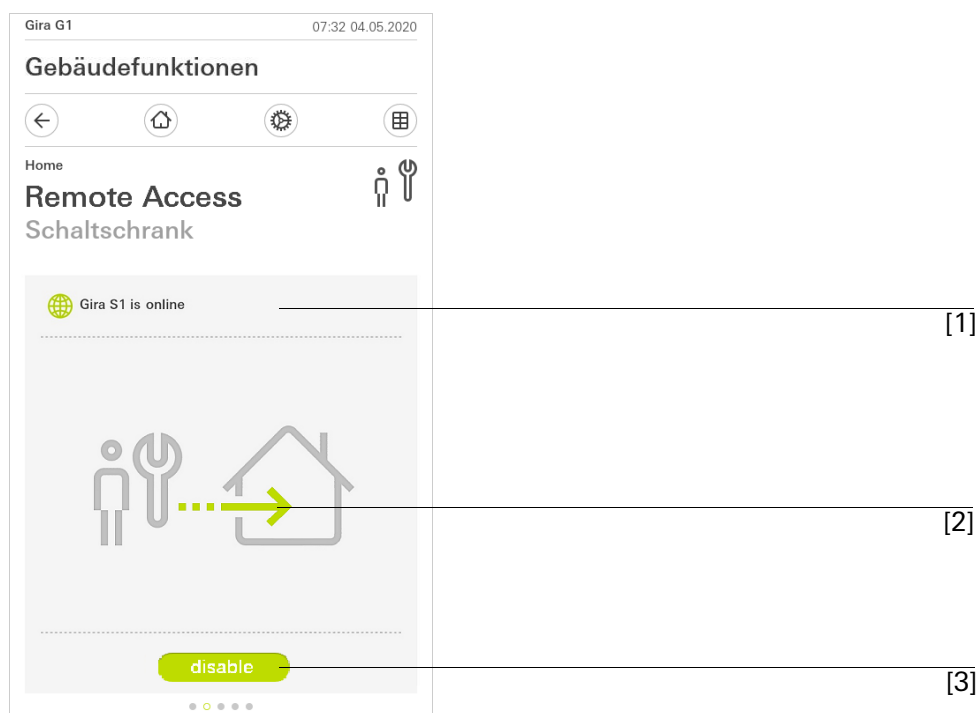 Gira G1 07:32 04.05.2020
Gebäudefunktionen
Home
Remote Access
Schaltschrank
Gira S1 is online
[1]
[2]
disable
[3]